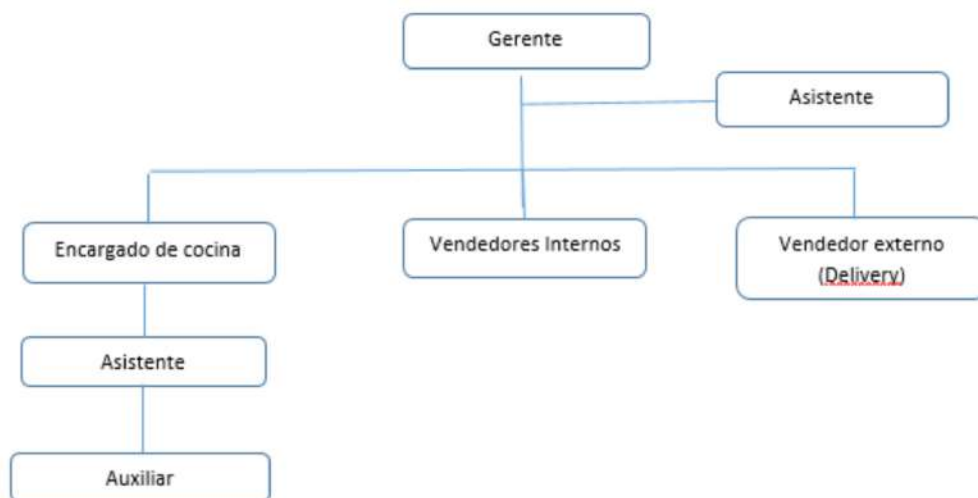 Gerente
Asistente
Encargado de cocina
Vendedores Internos
Vendedor externo
(Delivery)
Asistente
Auxiliar